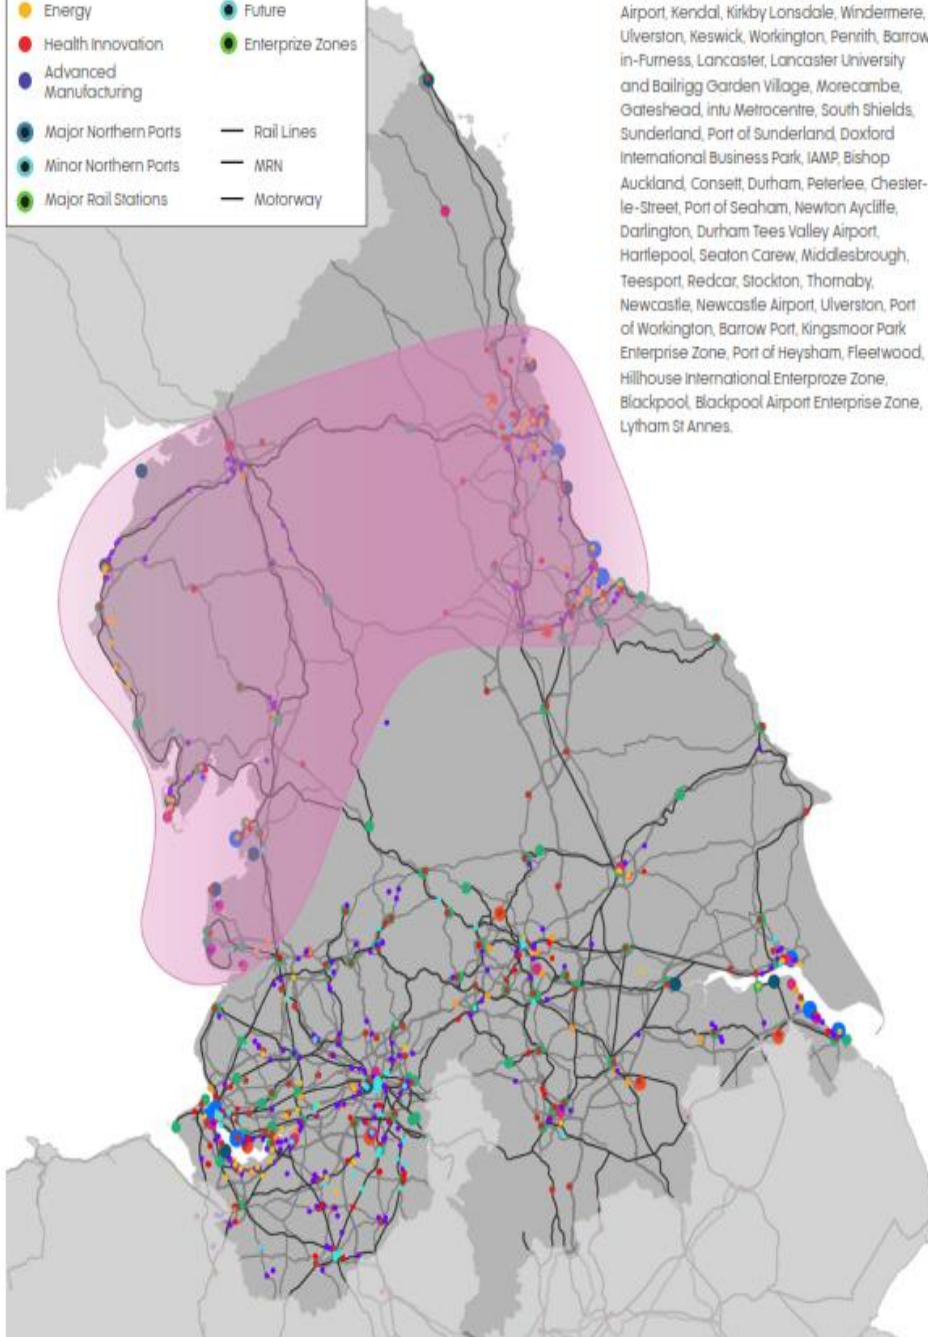 Energy
Future
Health Innovation
Enterprize Zones
Advanced
Manufacturing
Major Northern Ports
Rail Lines
Minor Northern Ports
MRN
Major Rail Stations
Motorway
Airport, Kendal, Kirkby Lonsdale, Windermere,
Ulverston, Keswick, Workington, Penrith, Barrow
in-Furness, Lancaster, Lancaster University
and Bailrigg Garden Village, Morecambe,
Gateshead, intu Metrocentre, South Shields,
Sunderland, Port of Sunderland, Doxford
International Business Park, IAMP, Bishop
Auckland, Consett, Durham, Peterlee, Chester-
le-Street, Port of Seaham, Newton Aycliffe,
Darlington, Durham Tees Valley Airport,
Hartlepool, Seaton Carew, Middlesbrough,
Teesport, Redcar, Stockton, Thornaby,
Newcastle, Newcastle Airport, Ulverston, Port
of Workington, Barrow Port, Kingsmoor Park
Enterprise Zone, Port of Heysham, Fleetwood,
Hillhouse International Enterproze Zone,
Blackpool, Blackpool Airport Enterprise Zone,
Lytham St Annes.